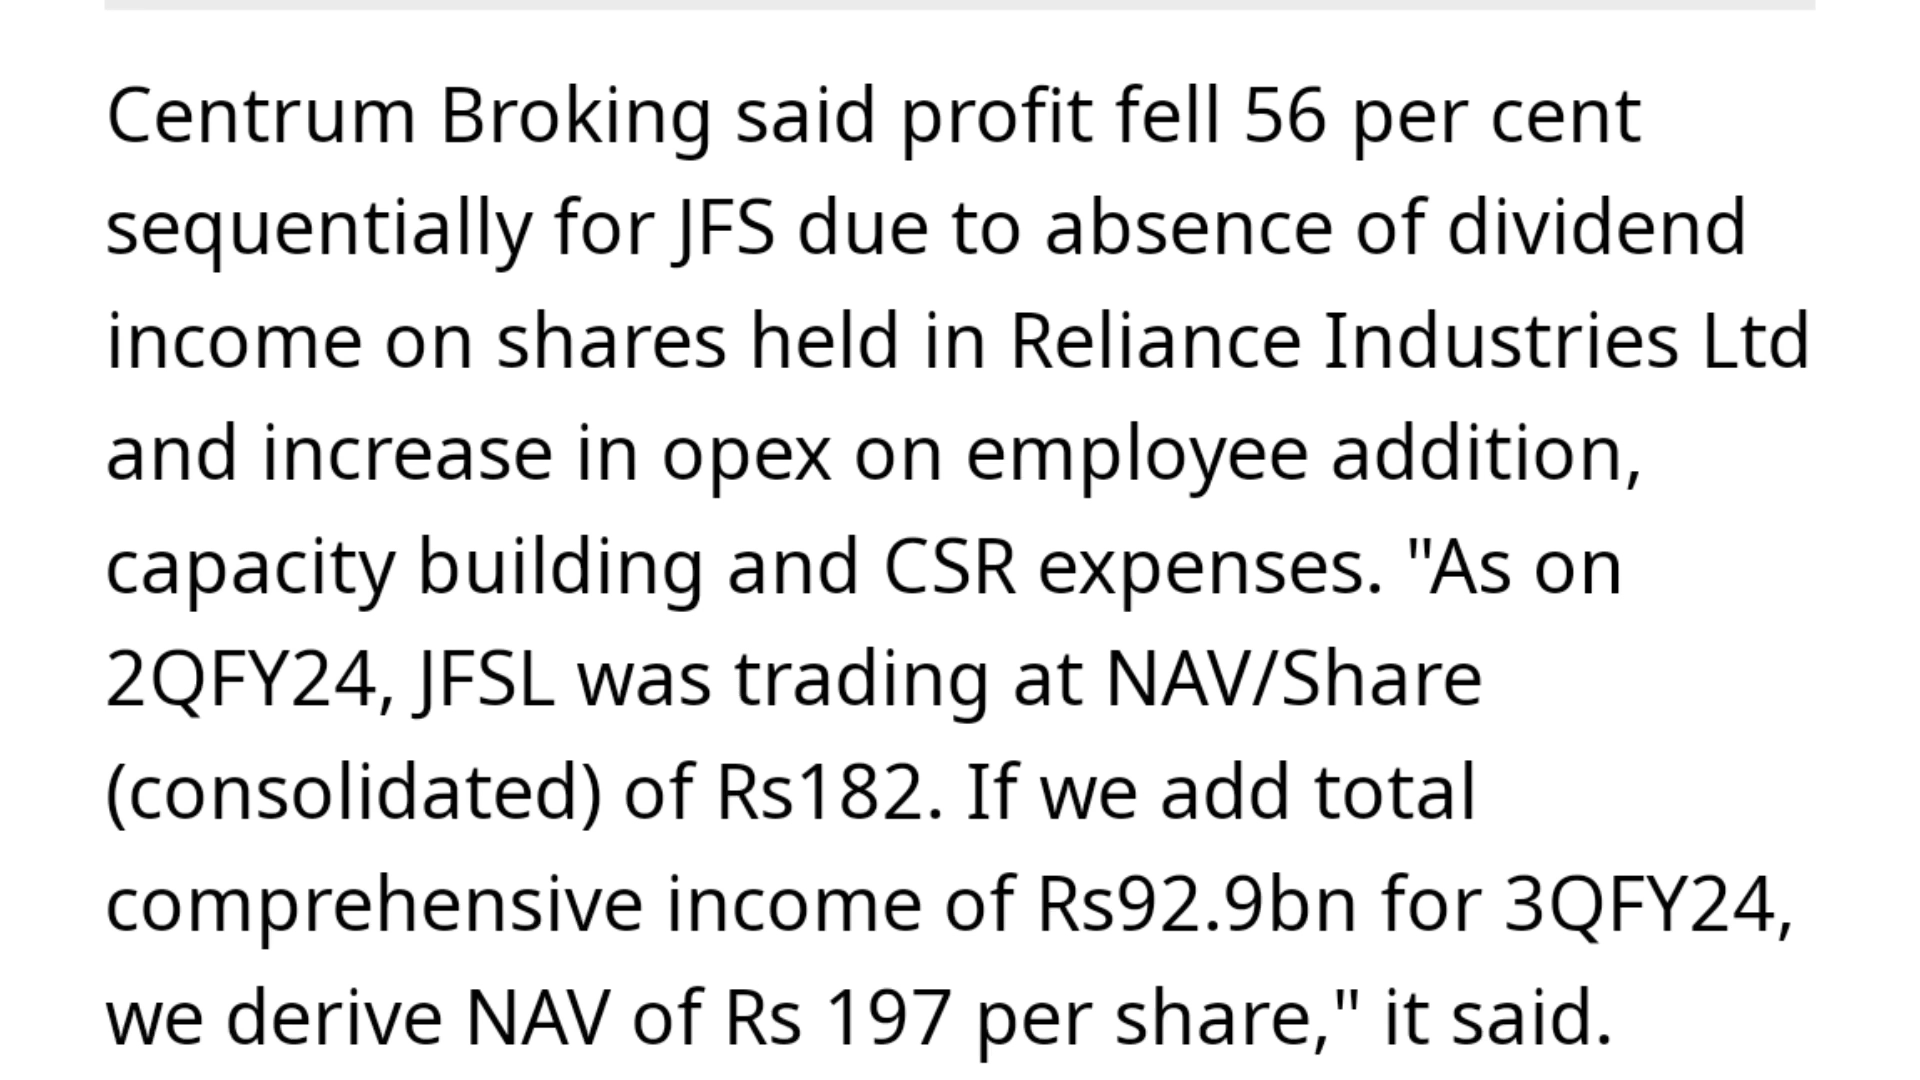 Centrum Broking said profit fell 56 per cent
sequentially for JFS due to absence of dividend
income on shares held in Reliance Industries Ltd
and increase in opex on employee addition,
capacity building and CSR expenses. "As on
2QFY24, JFSL was trading at NAV/Share
(consolidated) of Rs182. If we add total
comprehensive income of Rs92.9bn for 3QFY24,
we derive NAV of Rs 197 per share," it said.